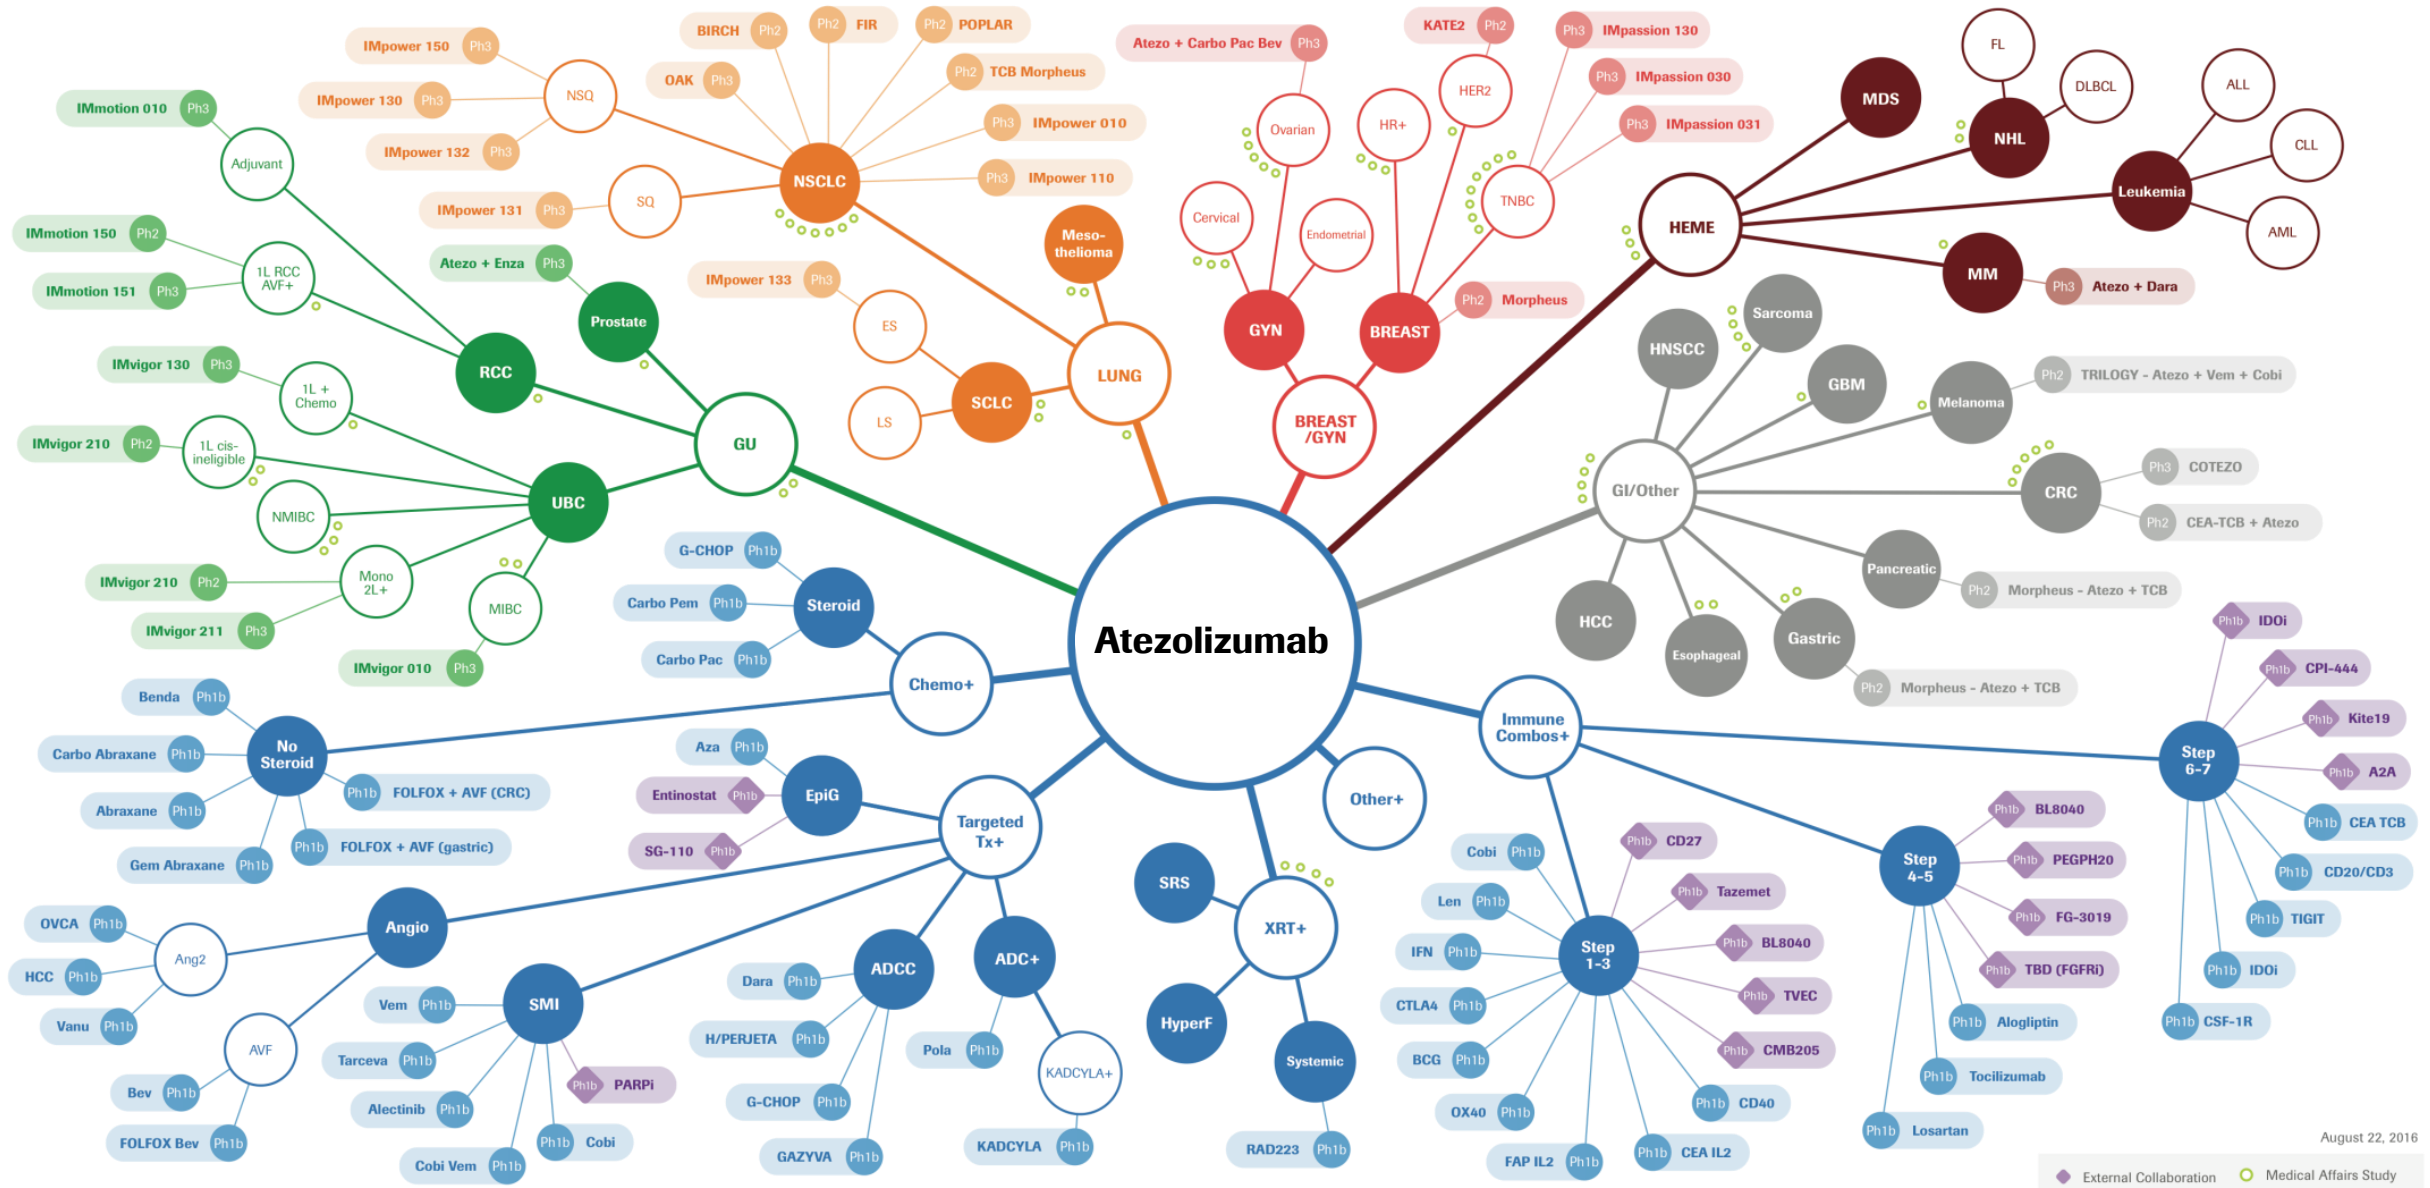 IMpower 150
Ph3
IMpower 130
Ph3
IMpower 132
Ph3
NSQ
BIRCH
Ph2
Ph2
FIR
Ph2
POPLAR
OAK
Ph3
Ph2
TCB Morpheus
Ph3
IMpower 010
Ph3
IMpower 110
NSCLC
IMpower 131
Ph3
SQ
Meso-
thelioma
IMpower 133
Ph3
ES
LS
SCLC
LUNG
IMmotion 010
Ph3
Adjuvant
IMmotion 150
Ph2
IMmotion 151
Ph3
1L RCC
AVF+
Atezo + Enza
Ph3
Prostate
RCC
GU
IMvigor 130
Ph3
1L +
Chemo
IMvigor 210
Ph2
1L cis-
ineligible
NMIBC
UBC
IMvigor 210
Ph2
IMvigor 211
Ph3
Mono
2L+
MIBC
IMvigor 010
Ph3
Atezo + Carbo Pac Bev
Ph3
Ovarian
Cervical
Endometrial
GYN
KATE2
Ph2
HER2
HR+
Ph3
IMpassion 130
Ph3
IMpassion 030
Ph3
IMpassion 031
TNBC
Ph2
Morpheus
BREAST
BREAST
/GYN
MDS
FL
DLBCL
NHL
ALL
CLL
AML
Leukemia
HEME
MM
Ph3
Atezo + Dara
HNSCC
Sarcoma
GBM
Melanoma
Ph2
TRILOGY - Atezo + Vem + Cobi
GI/Other
CRC
Ph3
COTEZO
Ph2
CEA-TCB + Atezo
Pancreatic
Ph2
Morpheus - Atezo + TCB
HCC
Esophageal
Gastric
Ph2
Morpheus - Atezo + TCB
Atezolizumab
G-CHOP
Ph1b
Carbo Pem
Ph1b
Carbo Pac
Ph1b
Steroid
Chemo+
Benda
Ph1b
Carbo Abraxane
Ph1b
Abraxane
Ph1b
Gem Abraxane
Ph1b
No
Steroid
Ph1b
FOLFOX + AVF (CRC)
Ph1b
FOLFOX + AVF (gastric)
Aza
Ph1b
Entinostat
Ph1b
SG-110
Ph1b
EpiG
Targeted
Tx+
OVCA
Ph1b
HCC
Ph1b
Vanu
Ph1b
Ang2
Angio
AVF
Bev
Ph1b
FOLFOX Bev
Ph1b
Vem
Ph1b
Tarceva
Ph1b
Alectinib
Ph1b
Cobi Vem
Ph1b
Ph1b
Cobi
Ph1b
PARPi
SMI
Dara
Ph1b
H/PERJETA
Ph1b
G-CHOP
Ph1b
GAZYVA
Ph1b
ADCC
ADC+
Pola
Ph1b
KADCYLA+
KADCYLA
Ph1b
SRS
XRT+
HyperF
Systemic
RAD223
Ph1b
Other+
Immune
Combos+
Cobi
Ph1b
Len
Ph1b
IFN
Ph1b
CTLA4
Ph1b
BCG
Ph1b
OX40
Ph1b
FAP IL2
Ph1b
Ph1b
CEA IL2
Ph1b
CD40
Step
1-3
Ph1b
CD27
Ph1b
Tazemet
Ph1b
BL8040
Ph1b
TVEC
Ph1b
CMB205
Step
4-5
Ph1b
BL8040
Ph1b
PEGPH20
Ph1b
FG-3019
Ph1b
TBD (FGFRi)
Ph1b
Alogliptin
Ph1b
Tocilizumab
Ph1b
Losartan
Step
6-7
Ph1b
IDOi
Ph1b
CPI-444
Ph1b
Kite19
Ph1b
A2A
Ph1b
CEA TCB
Ph1b
CD20/CD3
Ph1b
TIGIT
Ph1b
IDOi
Ph1b
CSF-1R
August 22, 2016
External Collaboration
Medical Affairs Study